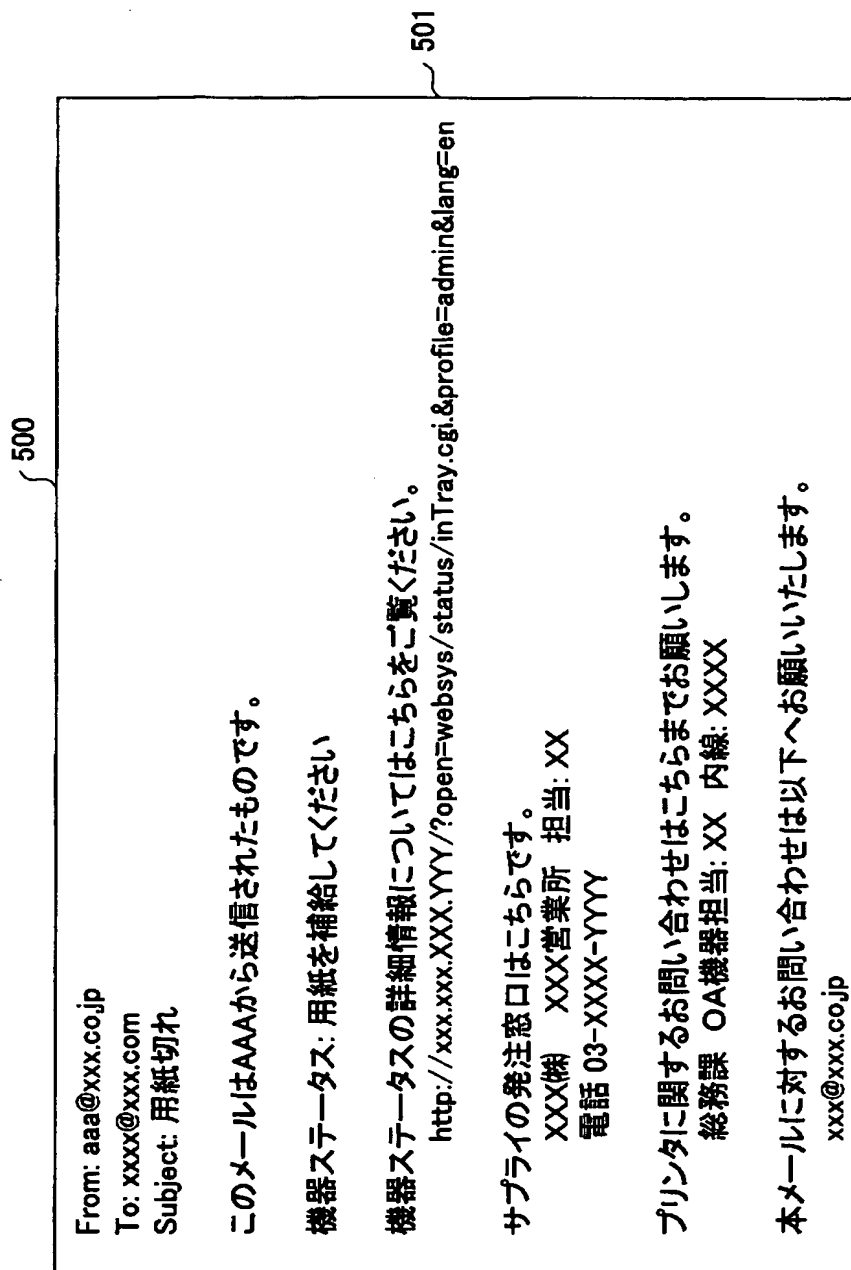 500
501
From: aaa@xxx.co.jp
To: xxxx@xxx.com
Subject: 用紙切れ
このメールはAAAから送信されたものです。
機器ステータス: 用紙を補給してください
機器ステータスの詳細情報についてはこちらをご覧ください。
http://xxx.xxx.XXX.YYY/?open=websys/status/inTray.cgi.&profile=admin&lang=en
サプライの発注窓口はこちらです。
XXX㈱ XXX営業所 担当: XX
電話 03-XXXX-YYYY
プリンタに関するお問い合わせはこちらまでお願いします。
総務課 OA機器担当: XX 内線: XXXX
本メールに対するお問い合わせは以下へお願いいたします。
xxx@xxx.co.jp